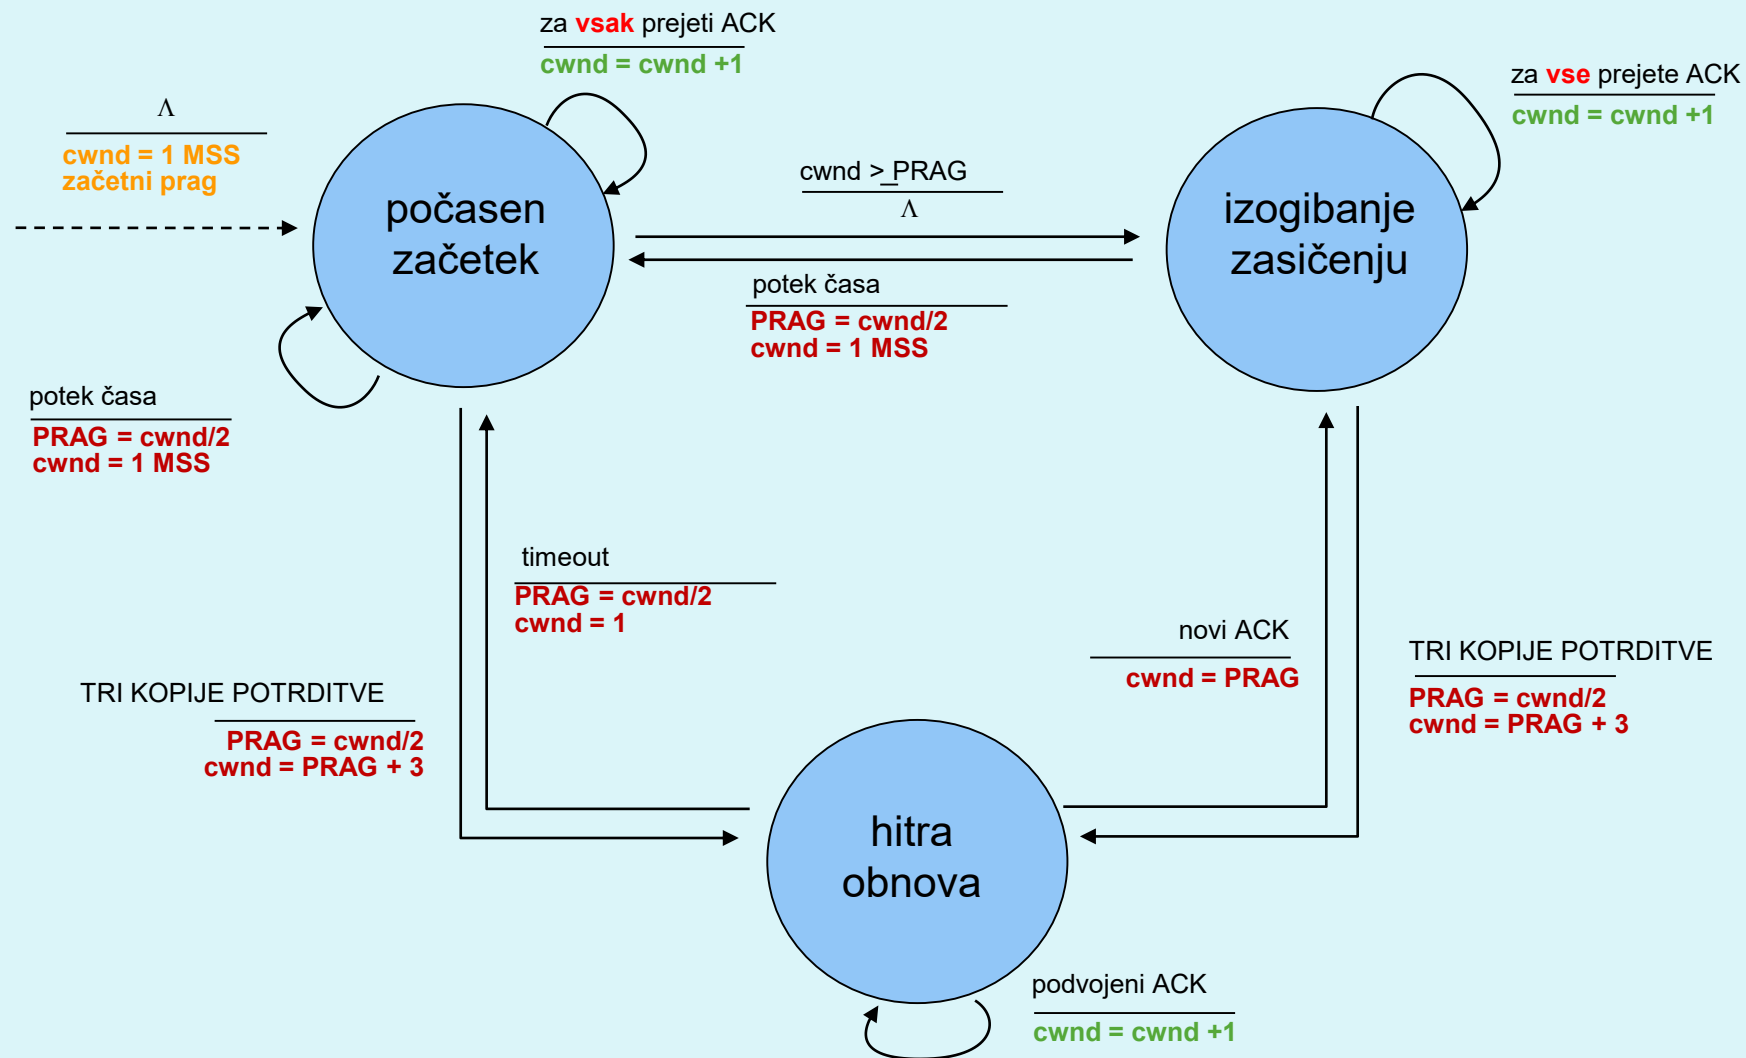 za vsak prejeti ACK
cwnd = cwnd +1
za vse prejete ACK
cwnd = cwnd +1
Λ
cwnd = 1 MSS
začetni prag
počasen
začetek
cwnd > PRAG
Λ
izogibanje
zasičenju
potek časa
PRAG = cwnd/2
cwnd = 1 MSS
potek časa
PRAG = cwnd/2
cwnd = 1 MSS
timeout
PRAG = cwnd/2
cwnd = 1
novi ACK
cwnd = PRAG
TRI KOPIJE POTRDITVE
PRAG = cwnd/2
cwnd = PRAG + 3
TRI KOPIJE POTRDITVE
PRAG = cwnd/2
cwnd = PRAG + 3
hitra
obnova
podvojeni ACK
cwnd = cwnd +1